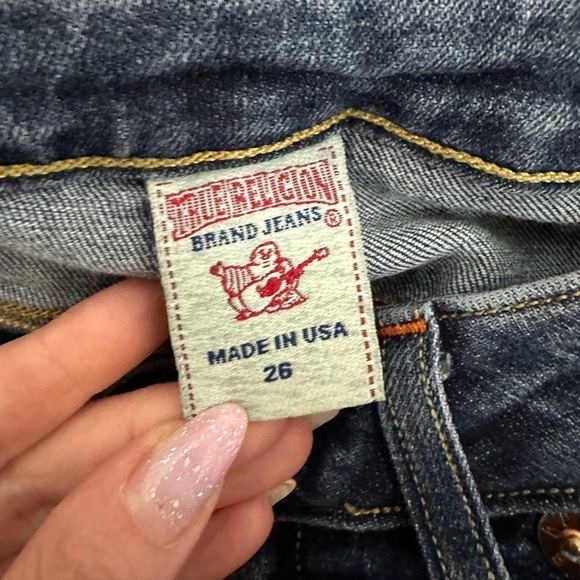 TRUE RELIGION
BRAND JEANS ®
MADE IN USA
26